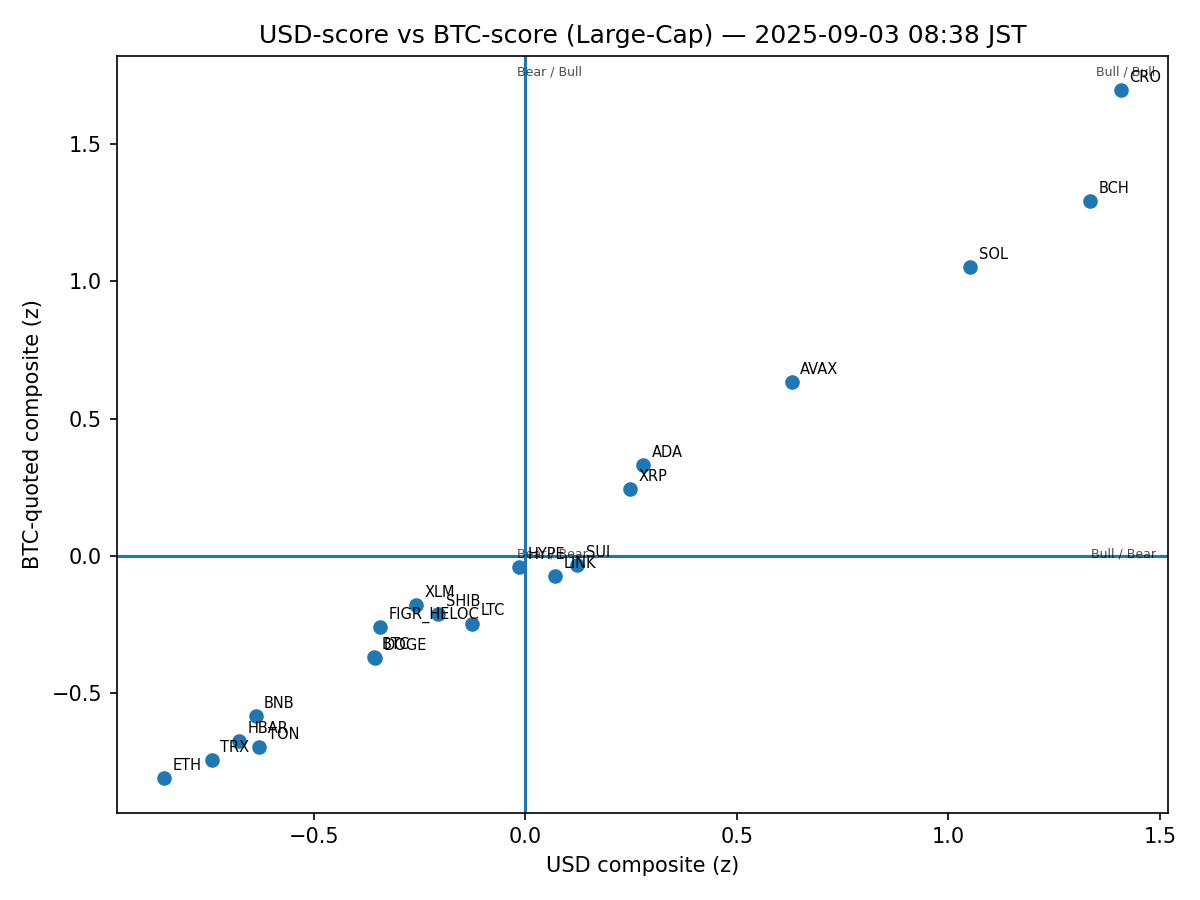 USD-score vs BTC-score (Large-Cap) — 2025-09-03 08:38 JST
Bear / Bull
Bull / Bull
CRO
1.5
BCH
SOL
1.0
AVAX
0.5
ADA
XRP
BTC-quoted composite (z)
0.0
Bear / Bear
HYPE
SUI
Bull / Bear
LINK
XLM
SHIB
FIGR_HELOC
LTC
BTC
DOGE
−0.5
BNB
HBAR
TON
TRX
ETH
−0.5
0.0
0.5
1.0
1.5
USD composite (z)